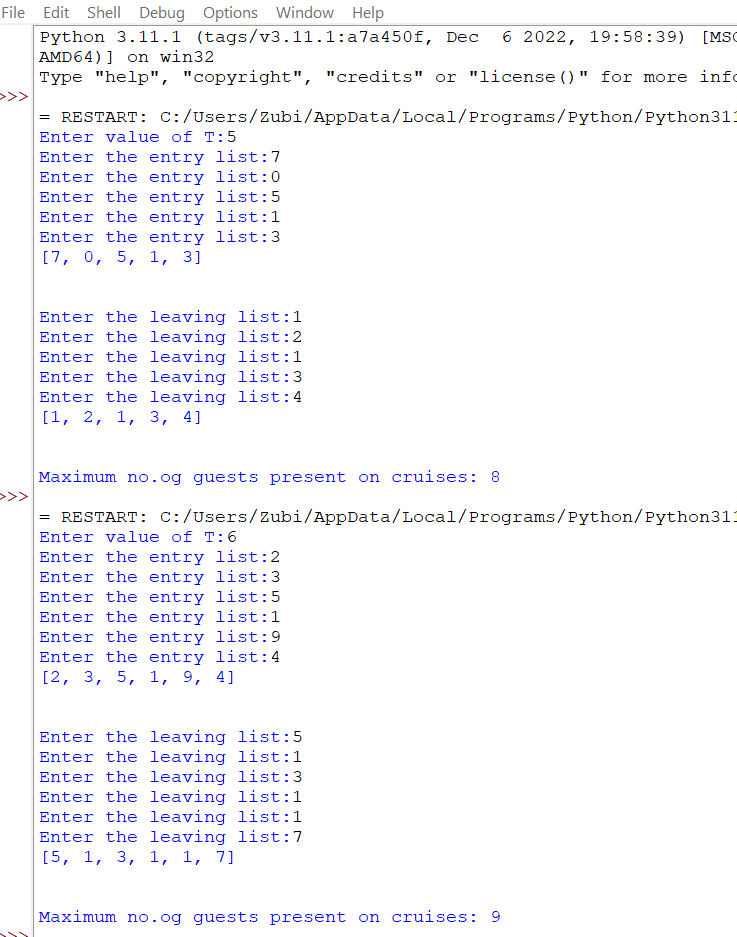 File Edit Shell Debug Options Window Help
Python 3.11.1 (tags/v3.11.1:a7a450f, Dec  6 2022, 19:58:39) [MSC
AMD64)] on win32
Type "help", "copyright", "credits" or "license()" for more info
>>>
= RESTART: C:/Users/Zubi/AppData/Local/Programs/Python/Python311
Enter value of T:5
Enter the entry list:7
Enter the entry list:0
Enter the entry list:5
Enter the entry list:1
Enter the entry list:3
[7, 0, 5, 1, 3]
Enter the leaving list:1
Enter the leaving list:2
Enter the leaving list:1
Enter the leaving list:3
Enter the leaving list:4
[1, 2, 1, 3, 4]
Maximum no.og guests present on cruises: 8
>>>
= RESTART: C:/Users/Zubi/AppData/Local/Programs/Python/Python311
Enter value of T:6
Enter the entry list:2
Enter the entry list:3
Enter the entry list:5
Enter the entry list:1
Enter the entry list:9
Enter the entry list:4
[2, 3, 5, 1, 9, 4]
Enter the leaving list:5
Enter the leaving list:1
Enter the leaving list:3
Enter the leaving list:1
Enter the leaving list:1
Enter the leaving list:7
[5, 1, 3, 1, 1, 7]
Maximum no.og guests present on cruises: 9
>>>